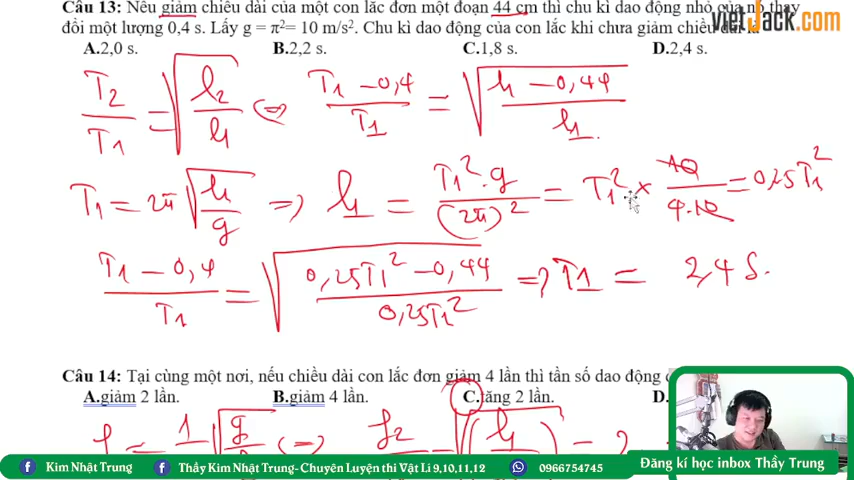 Câu 13: Nếu giảm chiều dài của một con lắc đơn một đoạn 44 cm thì chu kì dao động nhỏ của nó thay
đổi một lượng 0,4 s. Lấy g = π²= 10 m/s². Chu kì dao động của con lắc khi chưa giảm chiều dài
vietJack.com
A.2,0 s. B.2,2 s. C.1,8 s. D.2,4 s.
T₂/T₁ = √(l₂/l₁) ⇔ (T₁ - 0,4)/T₁ = √((l₁ - 0,44)/l₁)
T₁ = 2π√(l₁/g) => l₁ = T₁².g/(2π)² = T₁² × 10/4.10 = 0,25T₁²
(T₁ - 0,4)/T₁ = √((0,25T₁² - 0,44)/0,25T₁²) => T₁ = 2,4 s.
Câu 14: Tại cùng một nơi, nếu chiều dài con lắc đơn giảm 4 lần thì tần số dao động
A.giảm 2 lần. B.giảm 4 lần. C.tăng 2 lần. D.
Kim Nhật Trung Thầy Kim Nhật Trung- Chuyên Luyện thi Vật Lí 9,10,11,12 0966754745 Đăng kí học inbox Thầy Trung